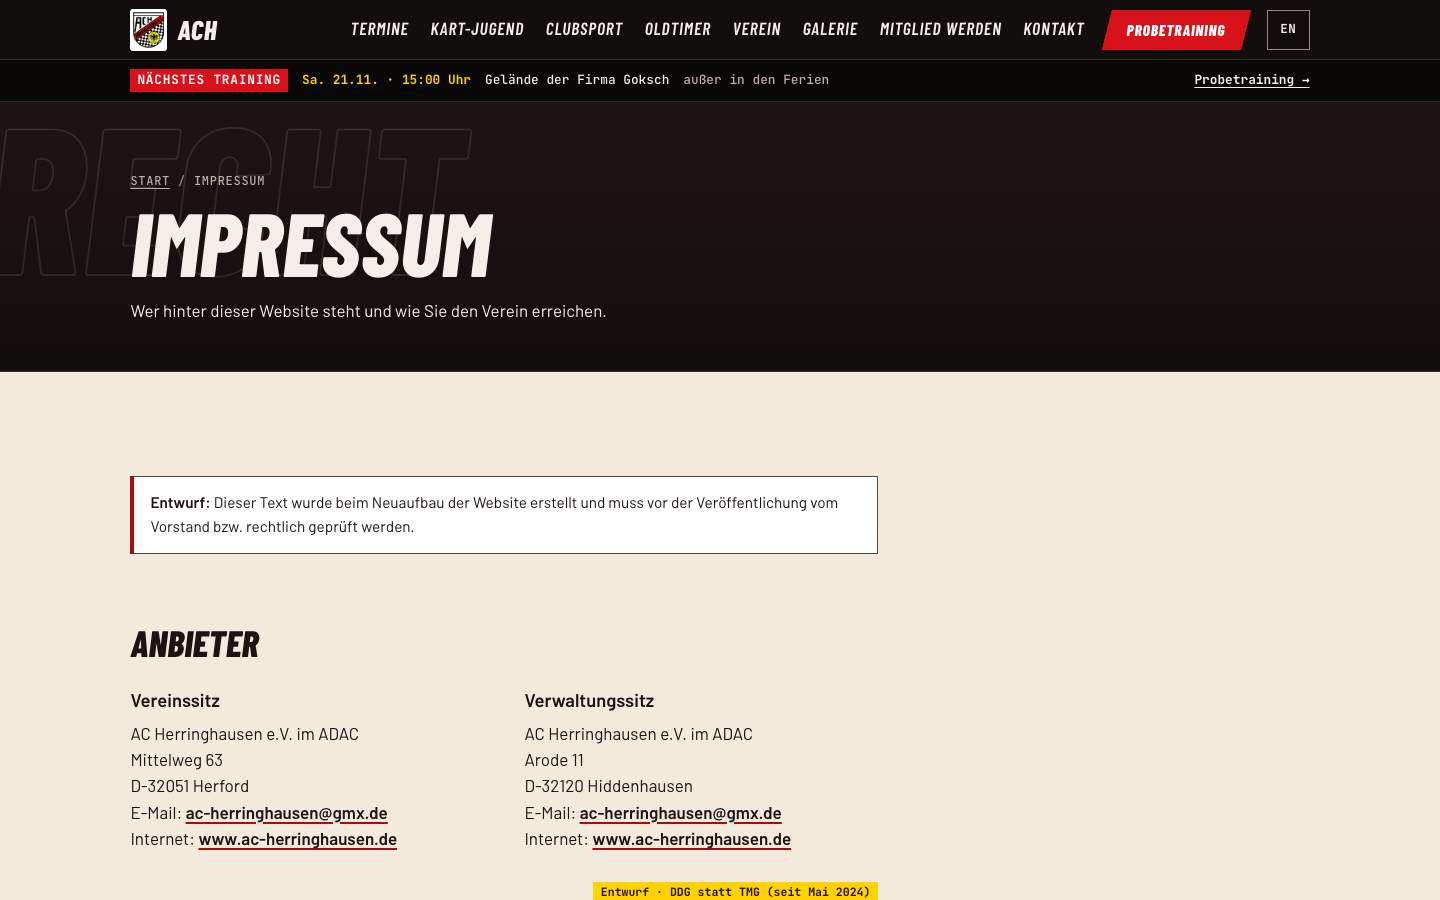 ACH
ACH
TERMINE
KART-JUGEND
CLUBSPORT
OLDTIMER
VEREIN
GALERIE
MITGLIED WERDEN
KONTAKT
PROBETRAINING
EN
NÄCHSTES TRAINING
Sa. 21.11. · 15:00 Uhr
Gelände der Firma Goksch
außer in den Ferien
Probetraining →
RECHT
START / IMPRESSUM
IMPRESSUM
Wer hinter dieser Website steht und wie Sie den Verein erreichen.
Entwurf: Dieser Text wurde beim Neuaufbau der Website erstellt und muss vor der Veröffentlichung vom
Vorstand bzw. rechtlich geprüft werden.
ANBIETER
Vereinssitz
AC Herringhausen e.V. im ADAC
Mittelweg 63
D-32051 Herford
E-Mail: ac-herringhausen@gmx.de
Internet: www.ac-herringhausen.de
Verwaltungssitz
AC Herringhausen e.V. im ADAC
Arode 11
D-32120 Hiddenhausen
E-Mail: ac-herringhausen@gmx.de
Internet: www.ac-herringhausen.de
Entwurf · DDG statt TMG (seit Mai 2024)